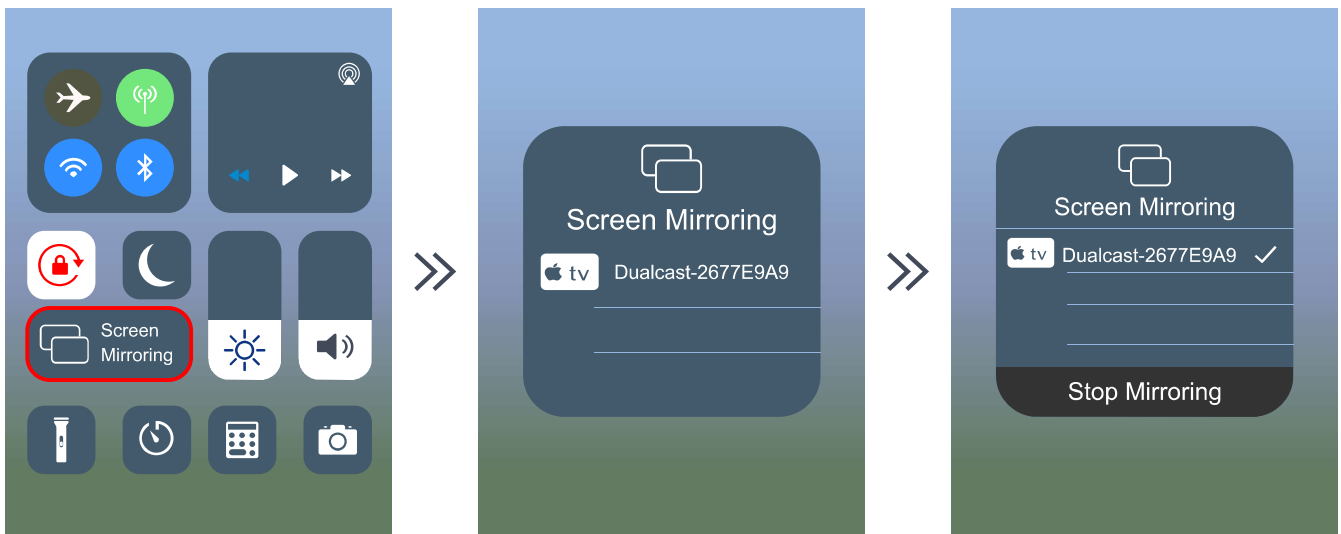 Screen
Mirroring
Screen Mirroring
tv Dualcast-2677E9A9
Screen Mirroring
tv Dualcast-2677E9A9
Stop Mirroring